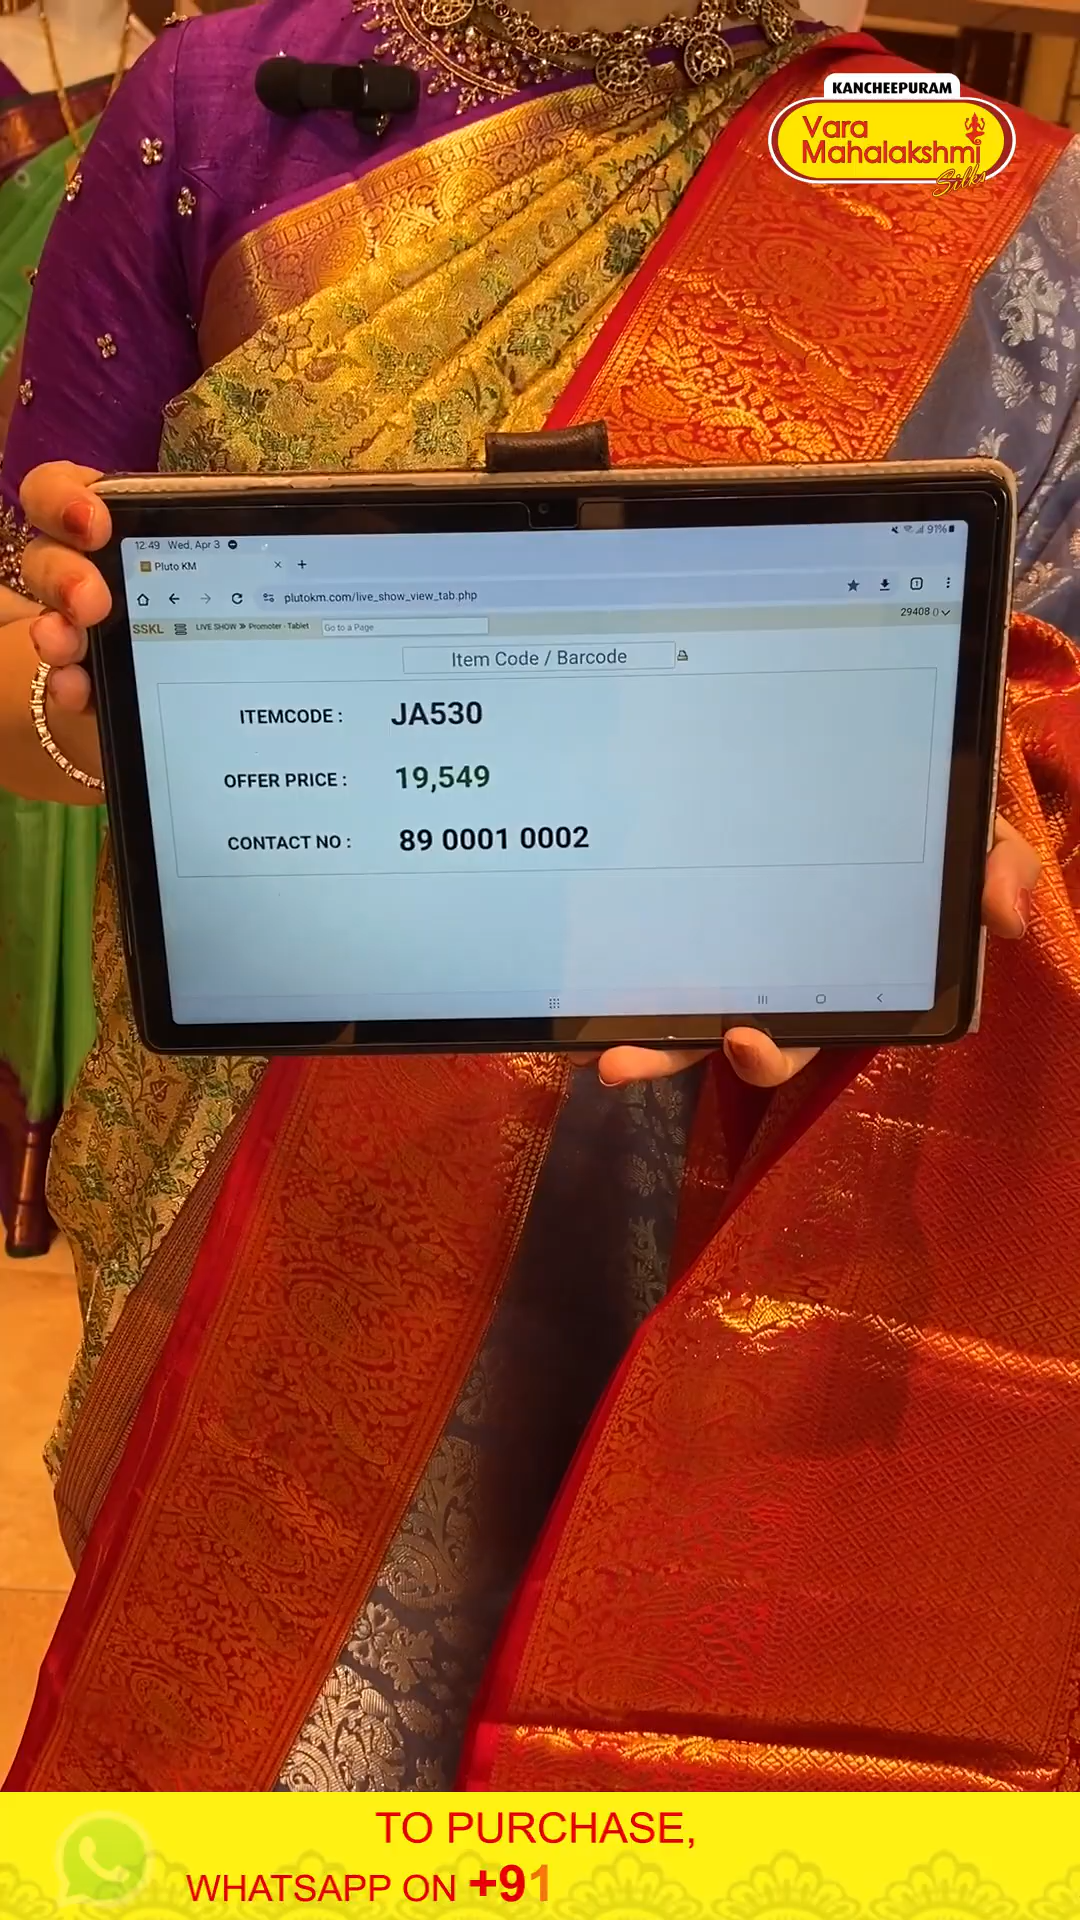 KANCHEEPURAM
Vara
Mahalakshmi
Silks
12:49 Wed, Apr 3
91%
Pluto KM
plutokm.com/live_show_view_tab.php
29408 ()
SSKL
LIVE SHOW >> Promoter - Tablet
Go to a Page
Item Code / Barcode
ITEMCODE : JA530
OFFER PRICE : 19,549
CONTACT NO : 89 0001 0002
TO PURCHASE,
WHATSAPP ON +91